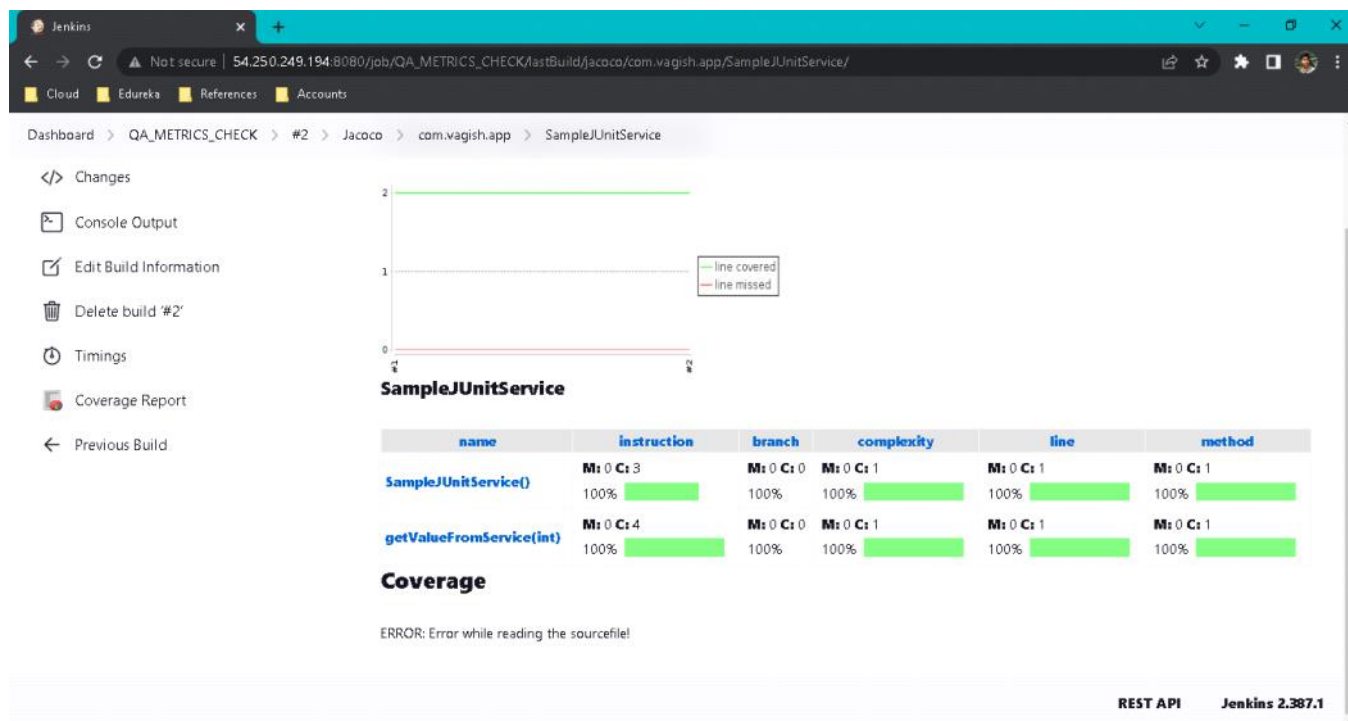 Jenkins
Not secure | 54.250.249.194:8080/job/QA_METRICS_CHECK/lastBuild/jacoco/com.vagish.app/SampleJUnitService/
Cloud Edureka References Accounts
Dashboard > QA_METRICS_CHECK > #2 > Jacoco > com.vagish.app > SampleJUnitService
</> Changes
Console Output
Edit Build Information
Delete build '#2'
Timings
Coverage Report
Previous Build
2
1
0
line covered
line missed
#1 #2
SampleJUnitService
name instruction branch complexity line method
SampleJUnitService() M: 0 C: 3 M: 0 C: 0 M: 0 C: 1 M: 0 C: 1 M: 0 C: 1
100% 100% 100% 100% 100%
getValueFromService(int) M: 0 C: 4 M: 0 C: 0 M: 0 C: 1 M: 0 C: 1 M: 0 C: 1
100% 100% 100% 100% 100%
Coverage
ERROR: Error while reading the sourcefile!
REST API Jenkins 2.387.1